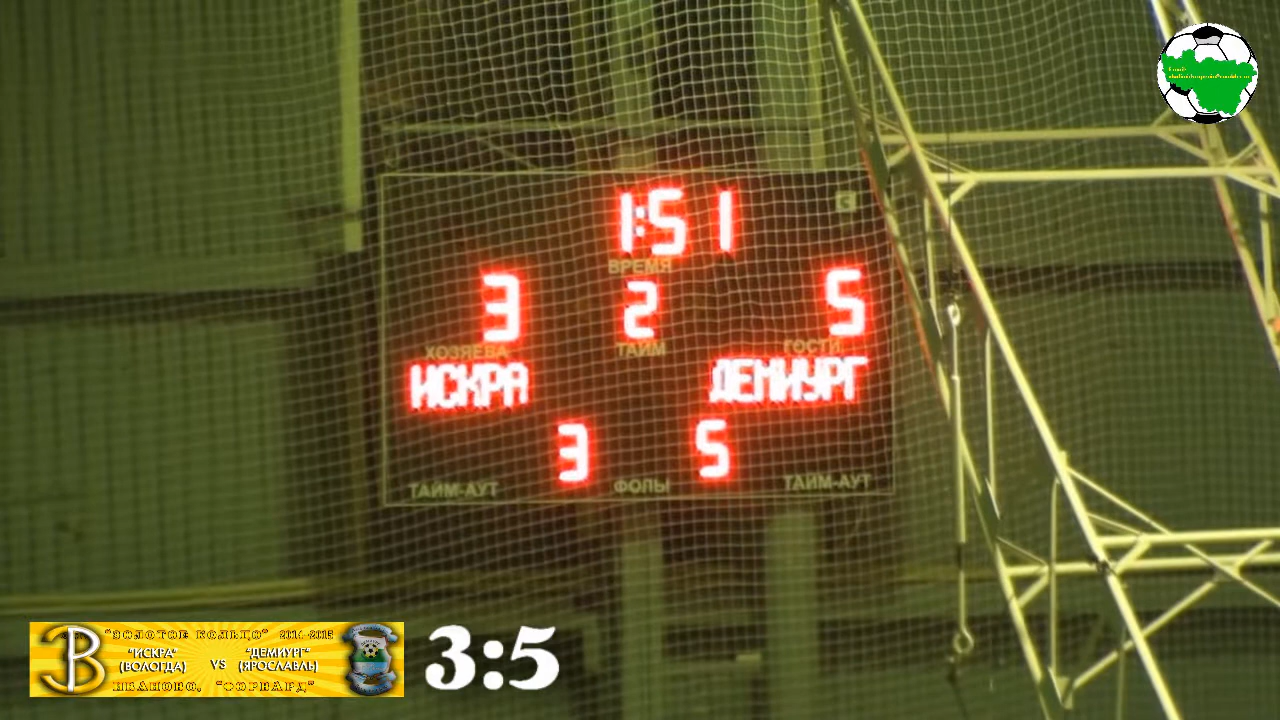 1:51
ВРЕМЯ
3 2 5
ХОЗЯЕВА ТАЙМ ГОСТИ
ИСКРА ДЕМИУРГ
3 5
ТАЙМ-АУТ ФОЛЫ ТАЙМ-АУТ
"ЗОЛОТОЕ КОЛЬЦО" 2014-2015
"ИСКРА" (ВОЛОГДА) VS "ДЕМИУРГ" (ЯРОСЛАВЛЬ)
ИВАНОВО, "ФОРВАРД"
3:5